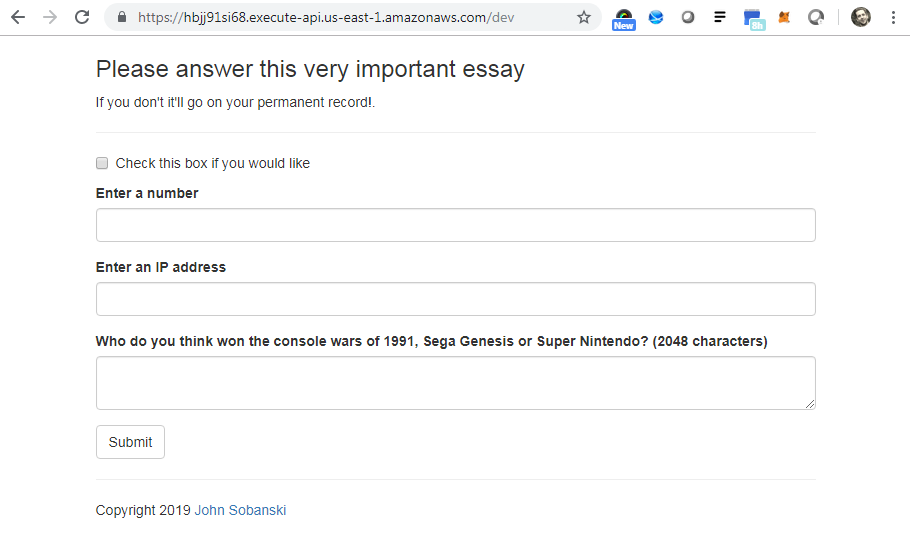 https://hbjj91si68.execute-api.us-east-1.amazonaws.com/dev
New
8h
Please answer this very important essay
If you don't it'll go on your permanent record!.
Check this box if you would like
Enter a number
Enter an IP address
Who do you think won the console wars of 1991, Sega Genesis or Super Nintendo? (2048 characters)
Submit
Copyright 2019 John Sobanski